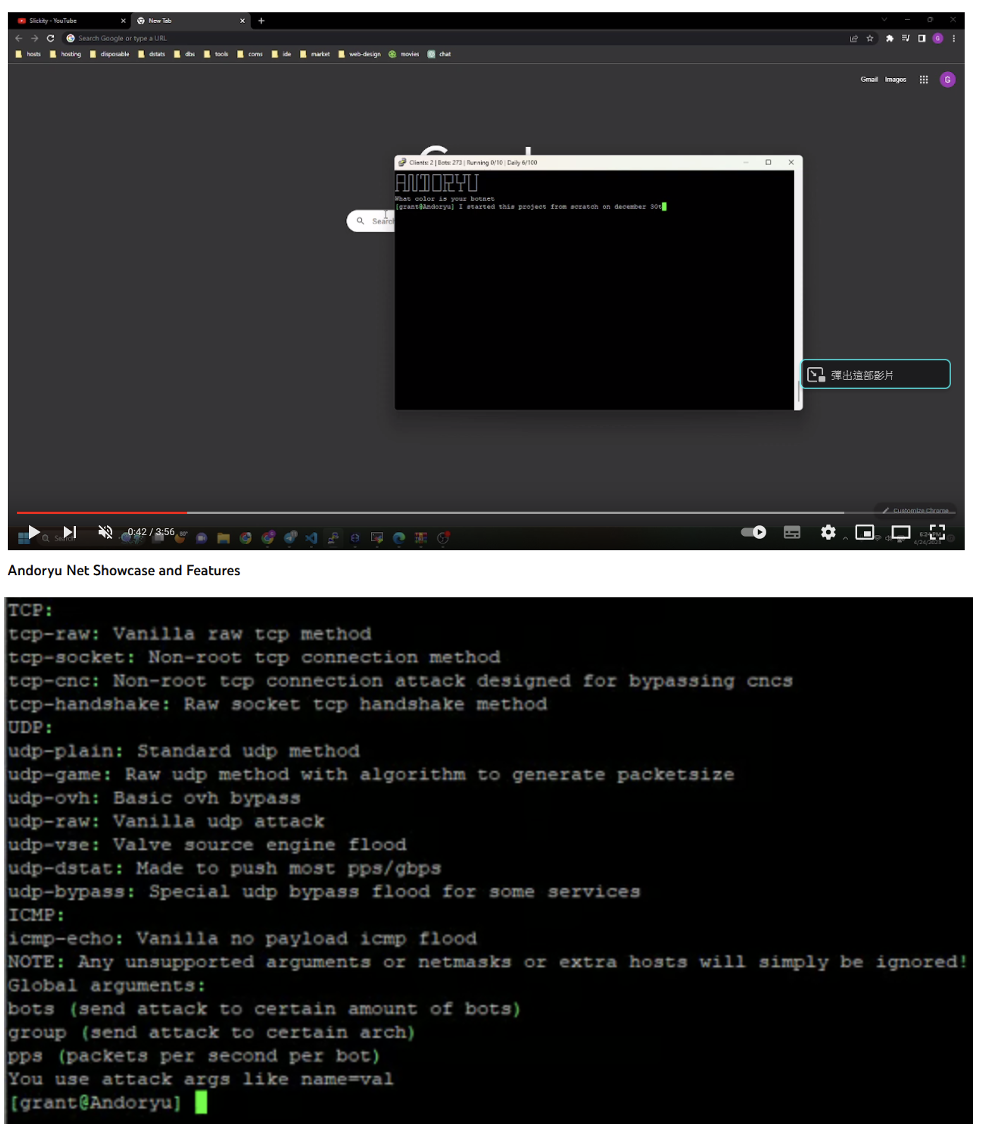 Slickity - YouTube
New Tab
Search Google or type a URL
hosts hosting disposable dstats dbs tools coms ide market web-design movies chat
Gmail Images
G
Clients: 2 | Bots: 273 | Running 0/10 | Daily 6/100
ANDORYU
What color is your botnet
[grant@Andoryu] I started this project from scratch on december 30t
Search
彈出這部影片
Customize Chrome
0:42 / 3:56
Andoryu Net Showcase and Features
TCP:
tcp-raw: Vanilla raw tcp method
tcp-socket: Non-root tcp connection method
tcp-cnc: Non-root tcp connection attack designed for bypassing cncs
tcp-handshake: Raw socket tcp handshake method
UDP:
udp-plain: Standard udp method
udp-game: Raw udp method with algorithm to generate packetsize
udp-ovh: Basic ovh bypass
udp-raw: Vanilla udp attack
udp-vse: Valve source engine flood
udp-dstat: Made to push most pps/gbps
udp-bypass: Special udp bypass flood for some services
ICMP:
icmp-echo: Vanilla no payload icmp flood
NOTE: Any unsupported arguments or netmasks or extra hosts will simply be ignored!
Global arguments:
bots (send attack to certain amount of bots)
group (send attack to certain arch)
pps (packets per second per bot)
You use attack args like name=val
[grant@Andoryu]